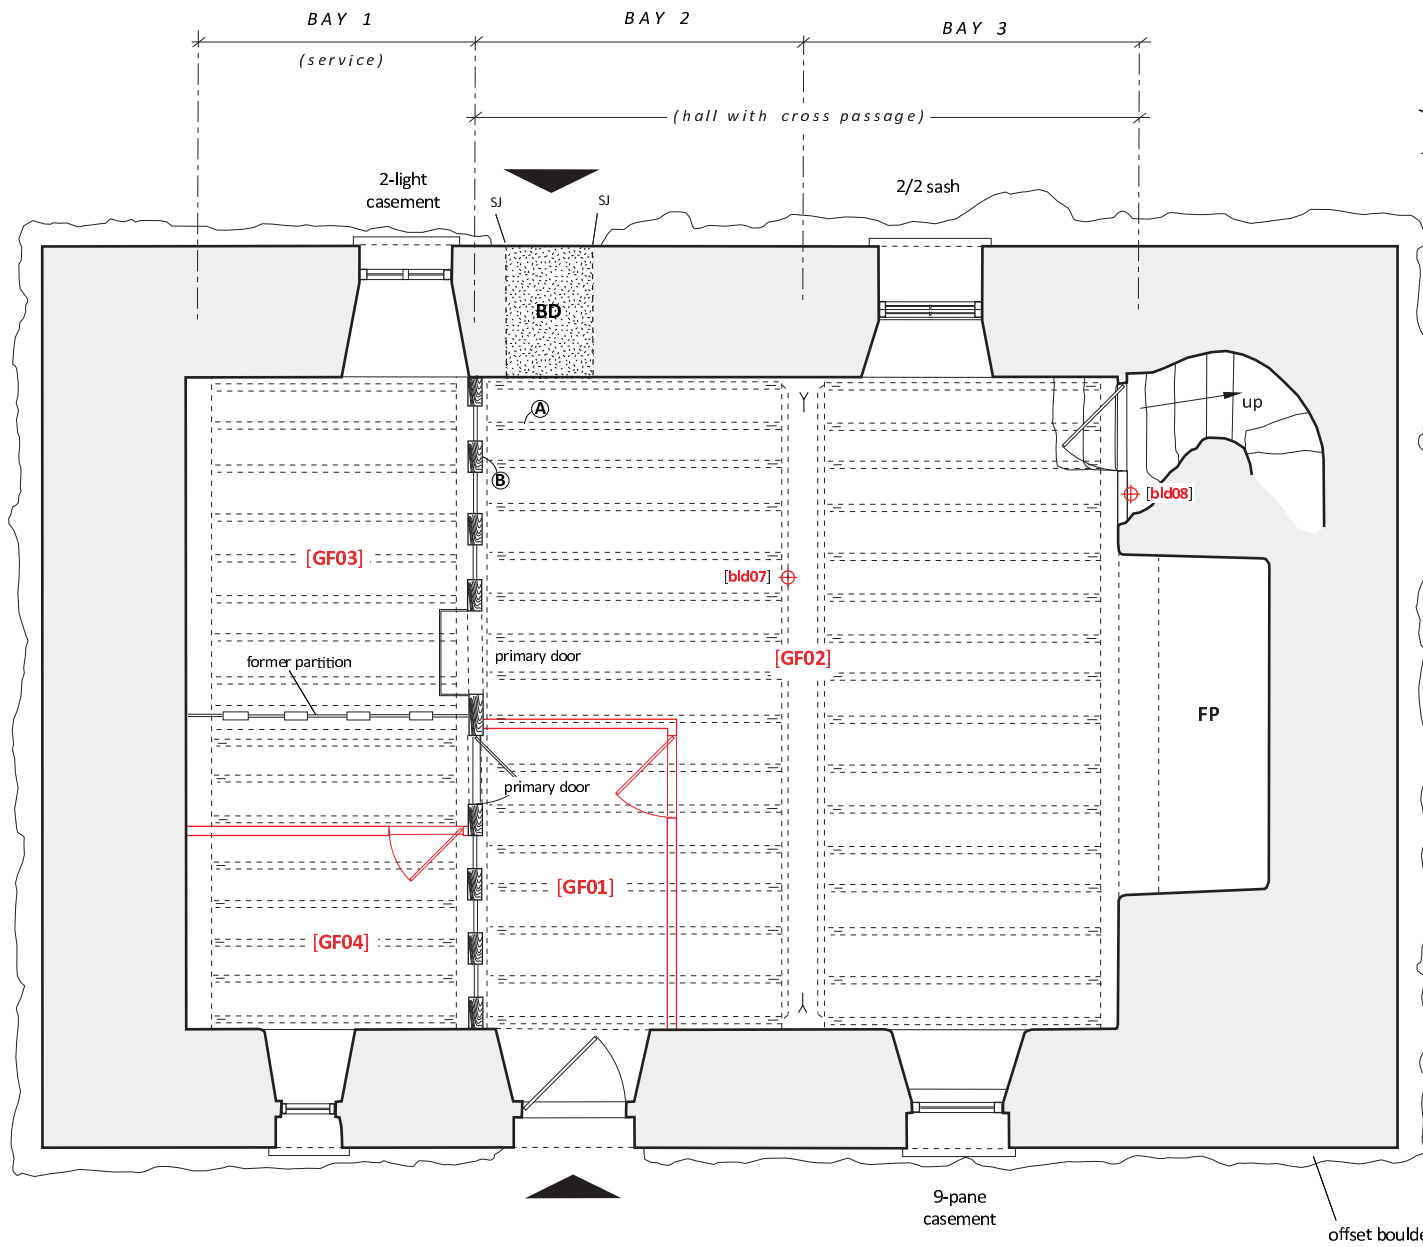 BAY 1
BAY 2
BAY 3
(service)
(hall with cross passage)
2-light
casement
SJ
SJ
2/2 sash
BD
A
B
up
[bld08]
[GF03]
[bld07]
former partition
primary door
[GF02]
FP
primary door
[GF01]
[GF04]
9-pane
casement
offset boulde